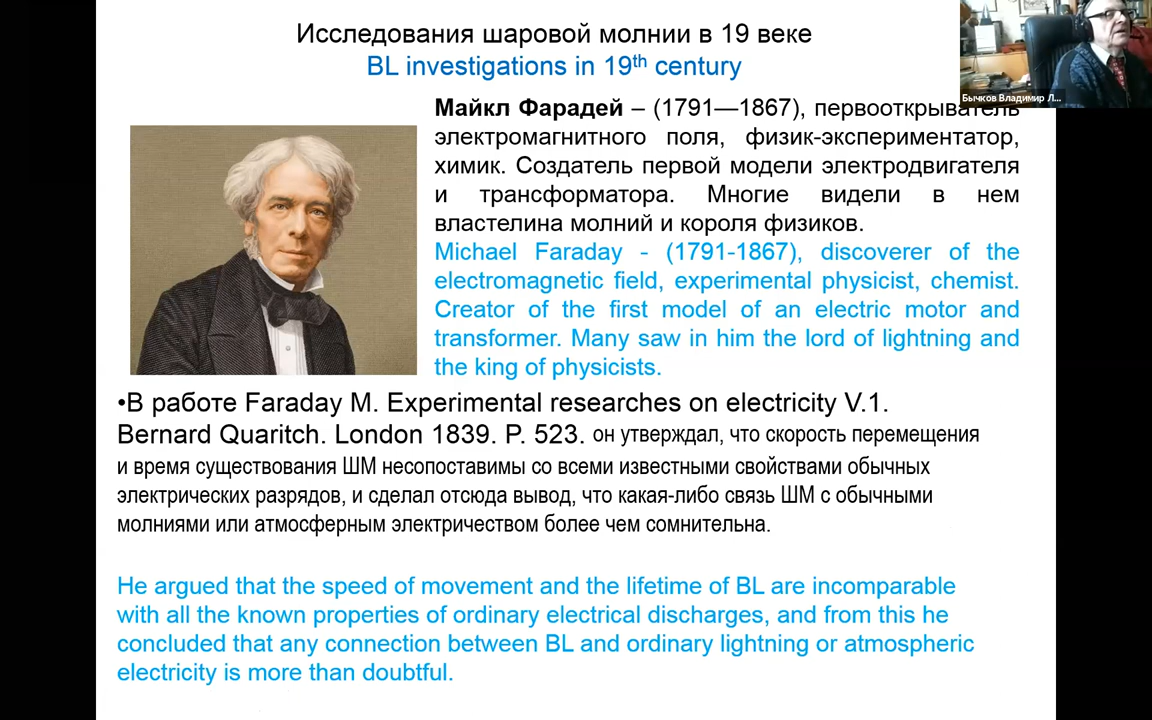 Исследования шаровой молнии в 19 веке
BL investigations in 19th century
Бычков Владимир Л...
Майкл Фарадей – (1791—1867), первооткрыватель
электромагнитного поля, физик-экспериментатор,
химик. Создатель первой модели электродвигателя
и трансформатора. Многие видели в нем
властелина молний и короля физиков.
Michael Faraday - (1791-1867), discoverer of the
electromagnetic field, experimental physicist, chemist.
Creator of the first model of an electric motor and
transformer. Many saw in him the lord of lightning and
the king of physicists.
•В работе Faraday M. Experimental researches on electricity V.1.
Bernard Quaritch. London 1839. P. 523. он утверждал, что скорость перемещения
и время существования ШМ несопоставимы со всеми известными свойствами обычных
электрических разрядов, и сделал отсюда вывод, что какая-либо связь ШМ с обычными
молниями или атмосферным электричеством более чем сомнительна.
He argued that the speed of movement and the lifetime of BL are incomparable
with all the known properties of ordinary electrical discharges, and from this he
concluded that any connection between BL and ordinary lightning or atmospheric
electricity is more than doubtful.